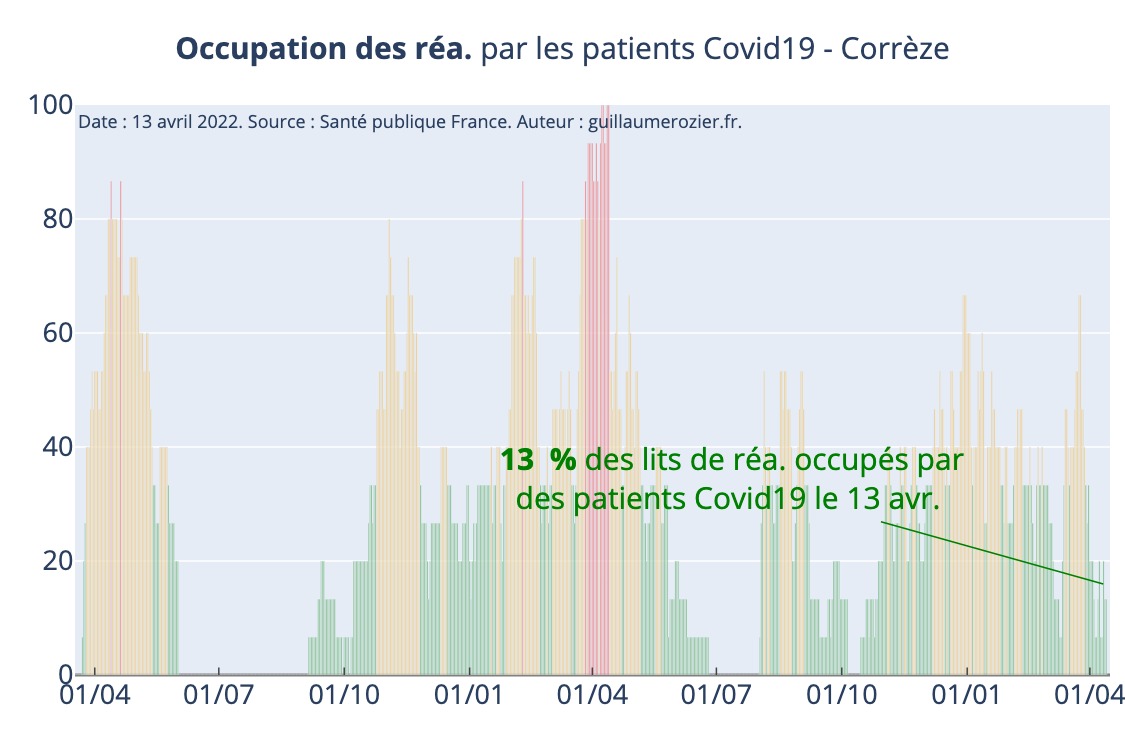 Occupation des réa. par les patients Covid19 - Corrèze
100
Date : 13 avril 2022. Source : Santé publique France. Auteur : guillaumerozier.fr.
80
60
40
13 % des lits de réa. occupés par
des patients Covid19 le 13 avr.
20
0
01/04 01/07 01/10 01/01 01/04 01/07 01/10 01/01 01/04